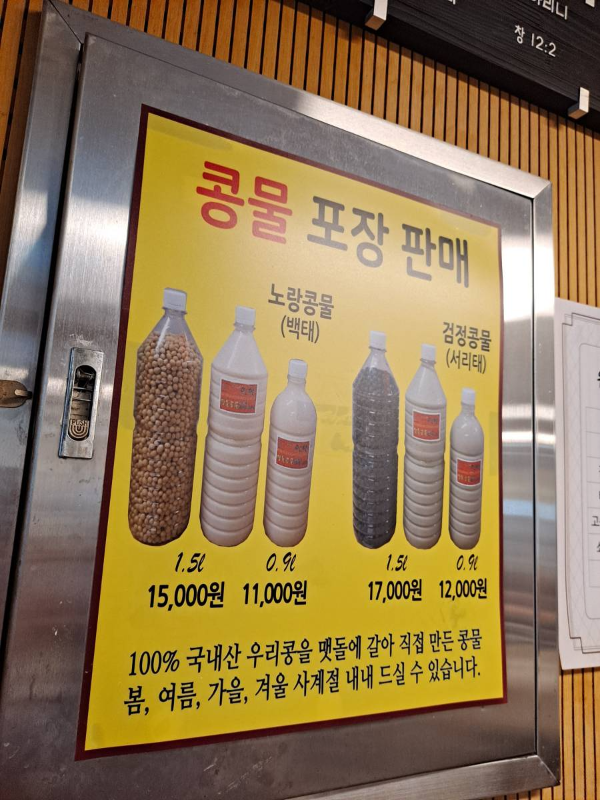 창 12:2
콩물 포장 판매
노랑콩물
(백태)
검정콩물
(서리태)
1.5l 0.9l 1.5l 0.9l
15,000원 11,000원 17,000원 12,000원
100% 국내산 우리콩을 맷돌에 갈아 직접 만든 콩물
봄, 여름, 가을, 겨울 사계절 내내 드실 수 있습니다.